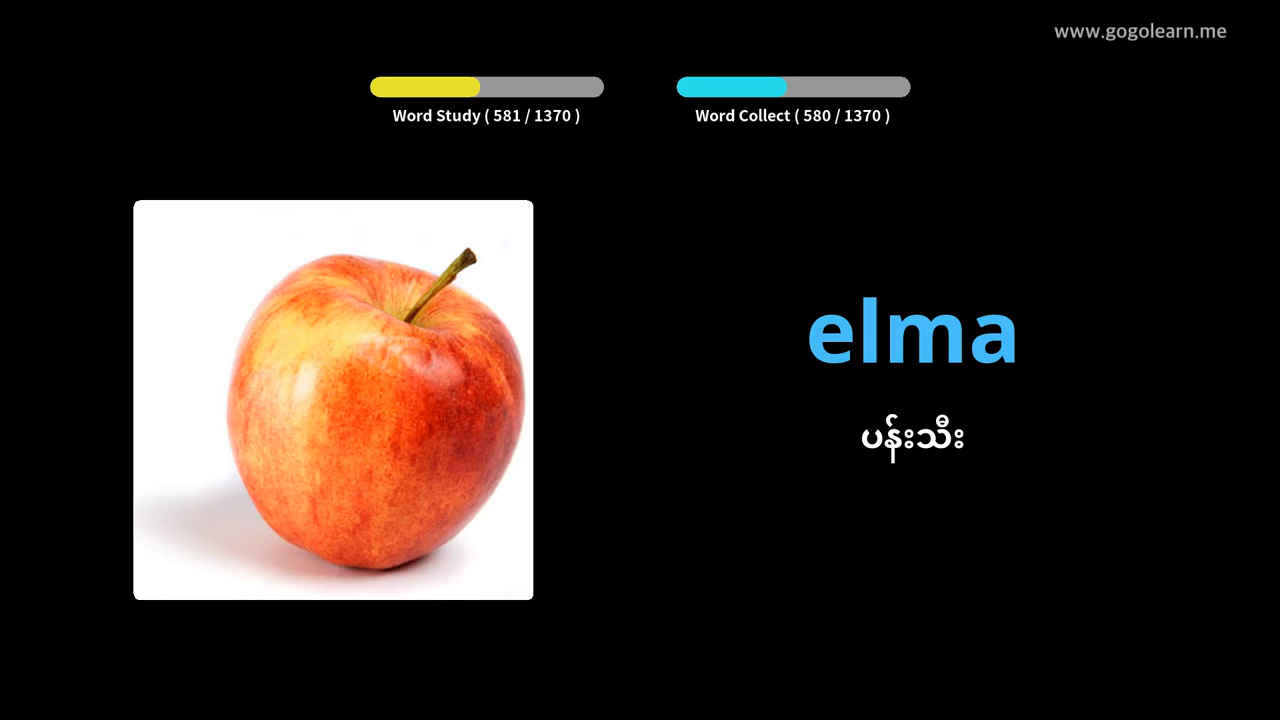 www.gogolearn.me
Word Study ( 581 / 1370 )
Word Collect ( 580 / 1370 )
elma
ပန်းသီး